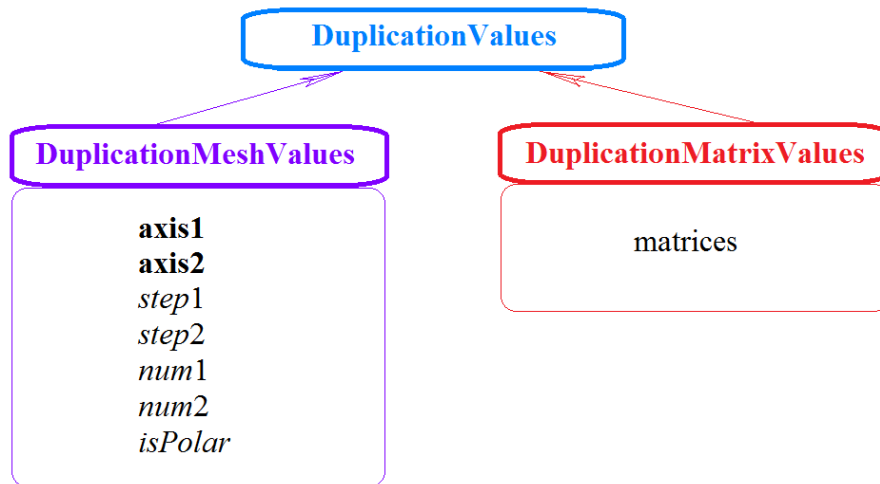 DuplicationValues
DuplicationMeshValues
axis1
axis2
step1
step2
num1
num2
isPolar
DuplicationMatrixValues
matrices